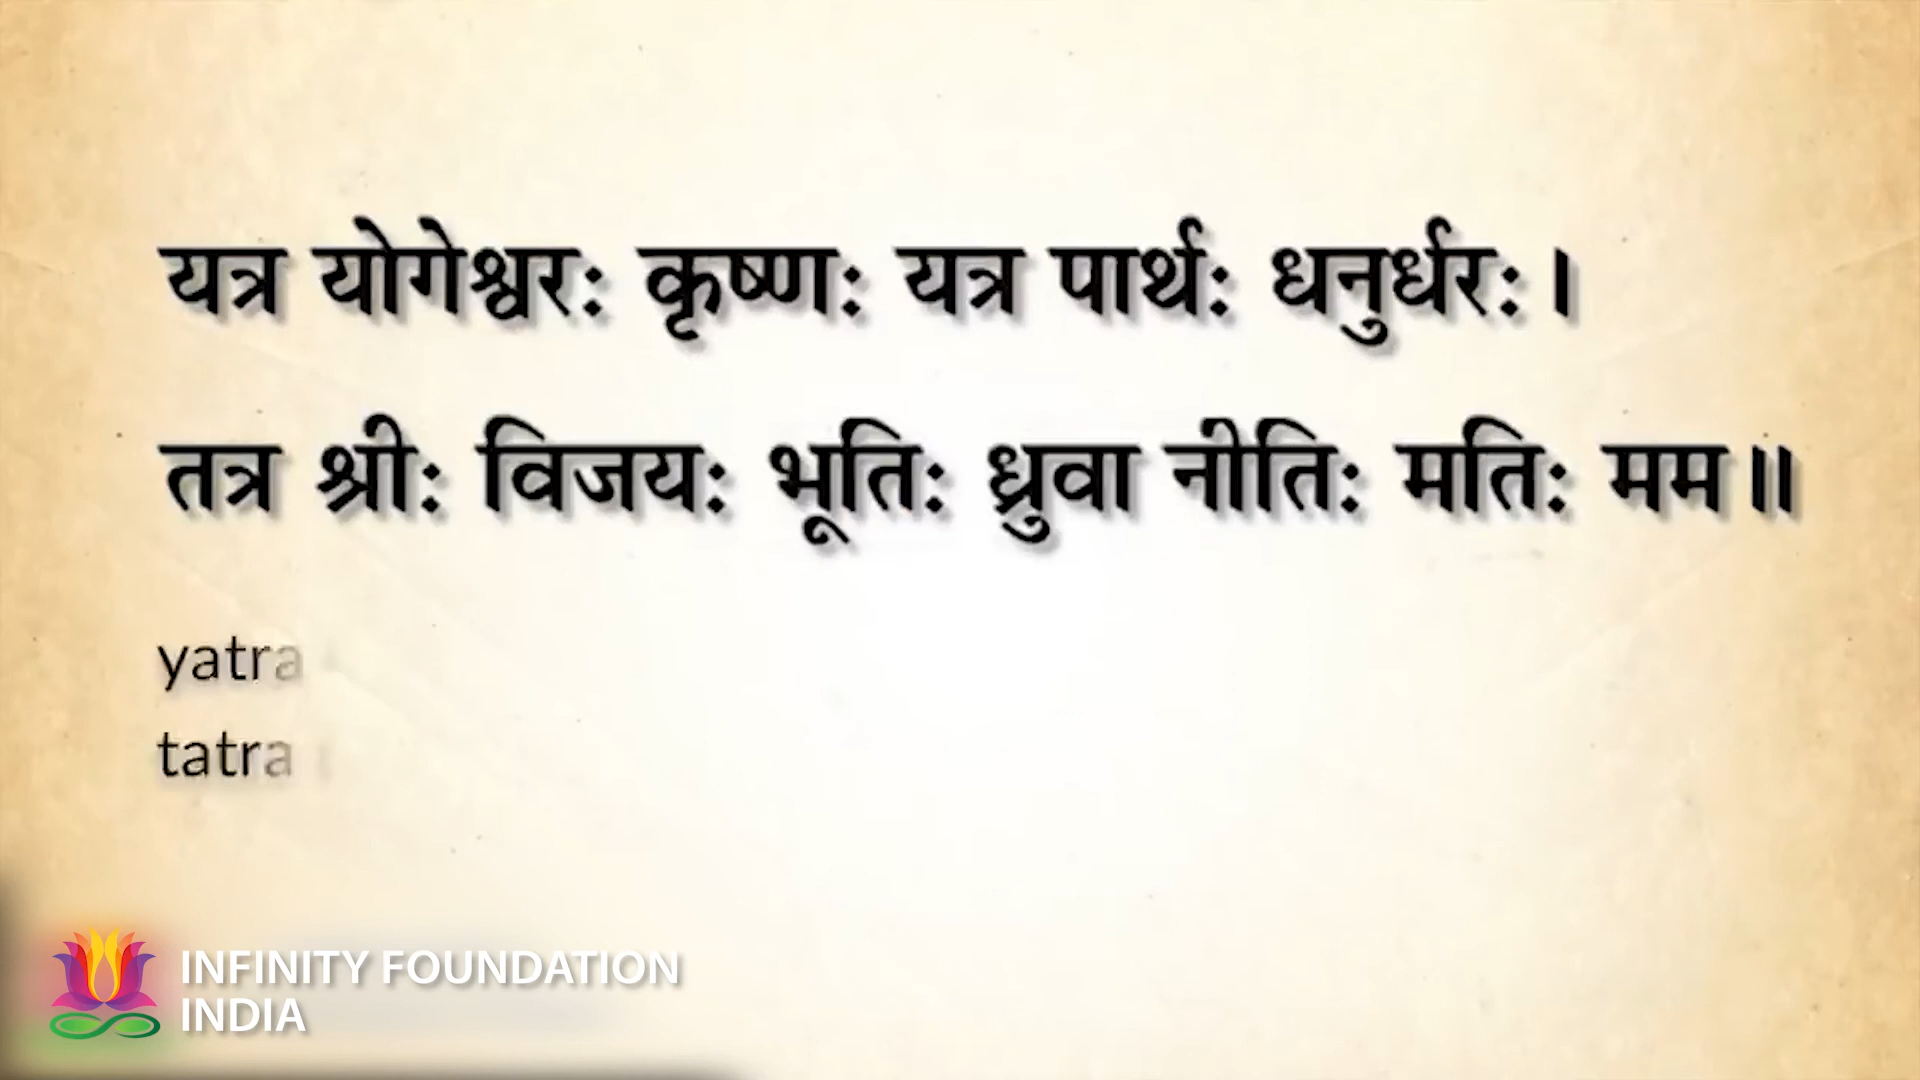 यत्र योगेश्वरः कृष्णः यत्र पार्थः धनुर्धरः।
तत्र श्रीः विजयः भूतिः ध्रुवा नीतिः मतिः मम॥
yatra
tatra
INFINITY FOUNDATION
INDIA